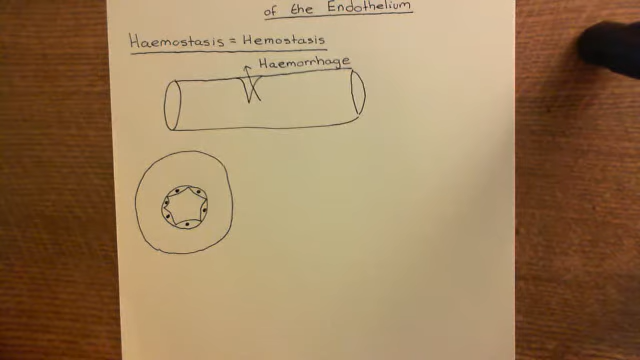 of the Endothelium
Haemostasis = Hemostasis
Haemorrhage